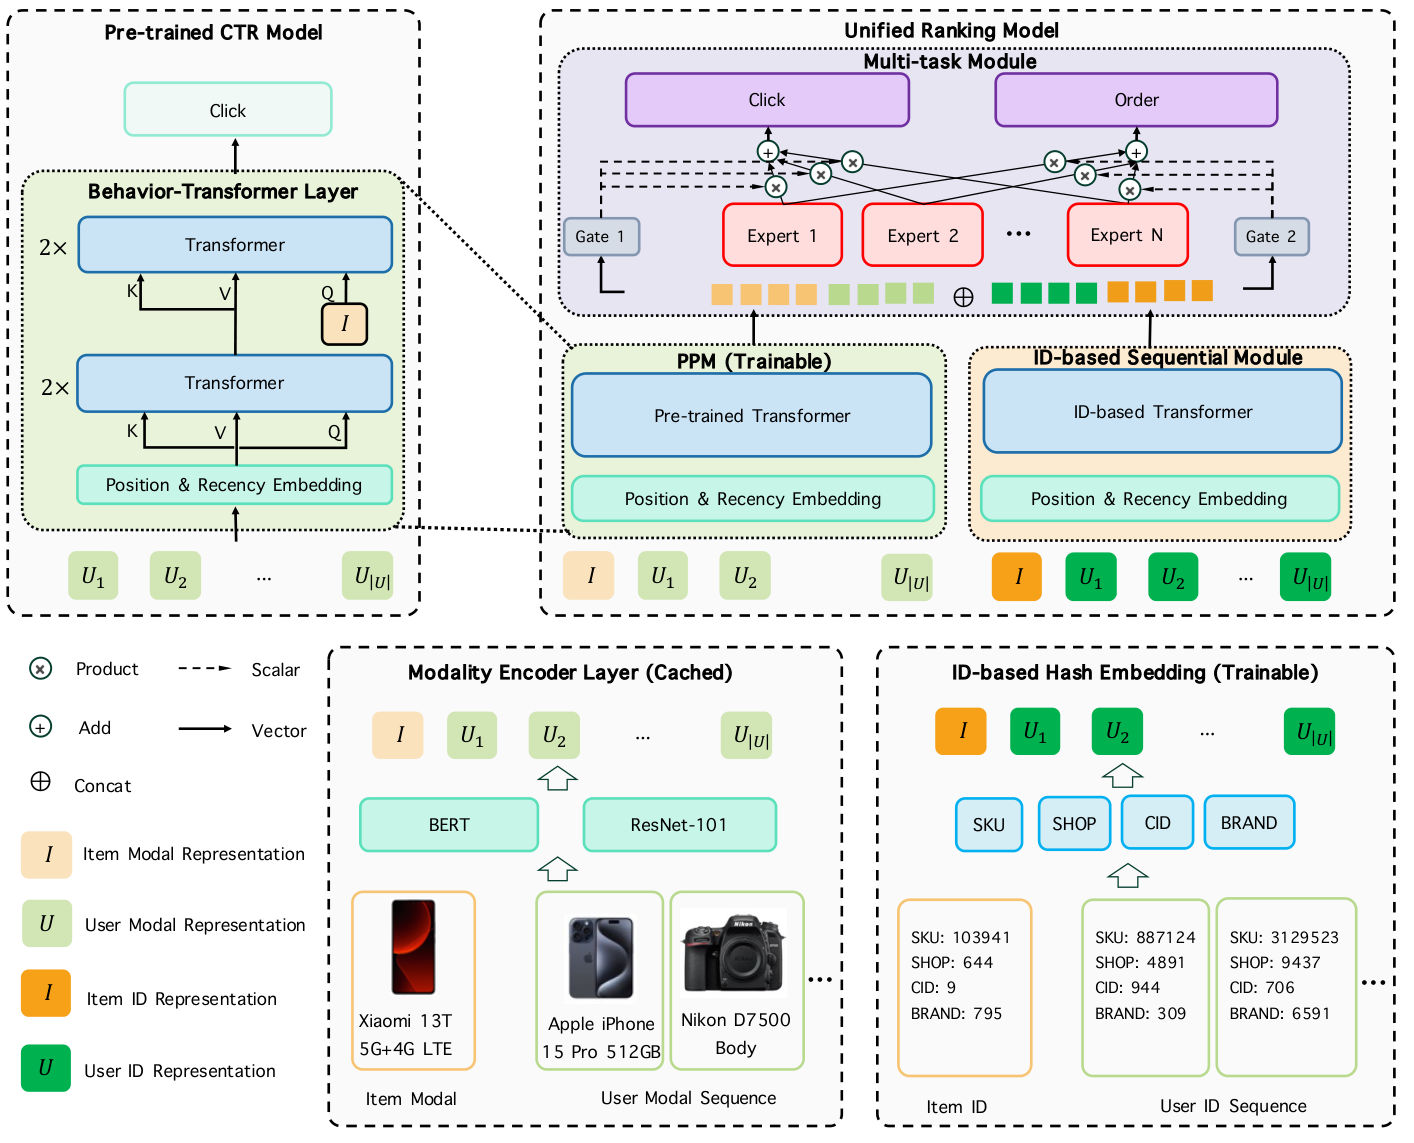 Pre-trained CTR Model
Click
Behavior-Transformer Layer
2×
Transformer
K
V
Q
I
2×
Transformer
K
V
Q
Position & Recency Embedding
U1
U2
...
U|U|
Unified Ranking Model
Multi-task Module
Click
Order
Gate 1
Expert 1
Expert 2
...
Expert N
Gate 2
PPM (Trainable)
Pre-trained Transformer
Position & Recency Embedding
I
U1
U2
U|U|
ID-based Sequential Module
ID-based Transformer
Position & Recency Embedding
I
U1
U2
...
U|U|
Product
Scalar
Add
Vector
Concat
I
Item Modal Representation
U
User Modal Representation
I
Item ID Representation
U
User ID Representation
Modality Encoder Layer (Cached)
I
U1
U2
...
U|U|
BERT
ResNet-101
Xiaomi 13T
5G+4G LTE
Apple iPhone
15 Pro 512GB
Nikon
Nikon D7500
Body
...
Item Modal
User Modal Sequence
ID-based Hash Embedding (Trainable)
I
U1
U2
...
U|U|
SKU
SHOP
CID
BRAND
SKU: 103941
SHOP: 644
CID: 9
BRAND: 795
SKU: 887124
SHOP: 4891
CID: 944
BRAND: 309
SKU: 3129523
SHOP: 9437
CID: 706
BRAND: 6591
...
Item ID
User ID Sequence